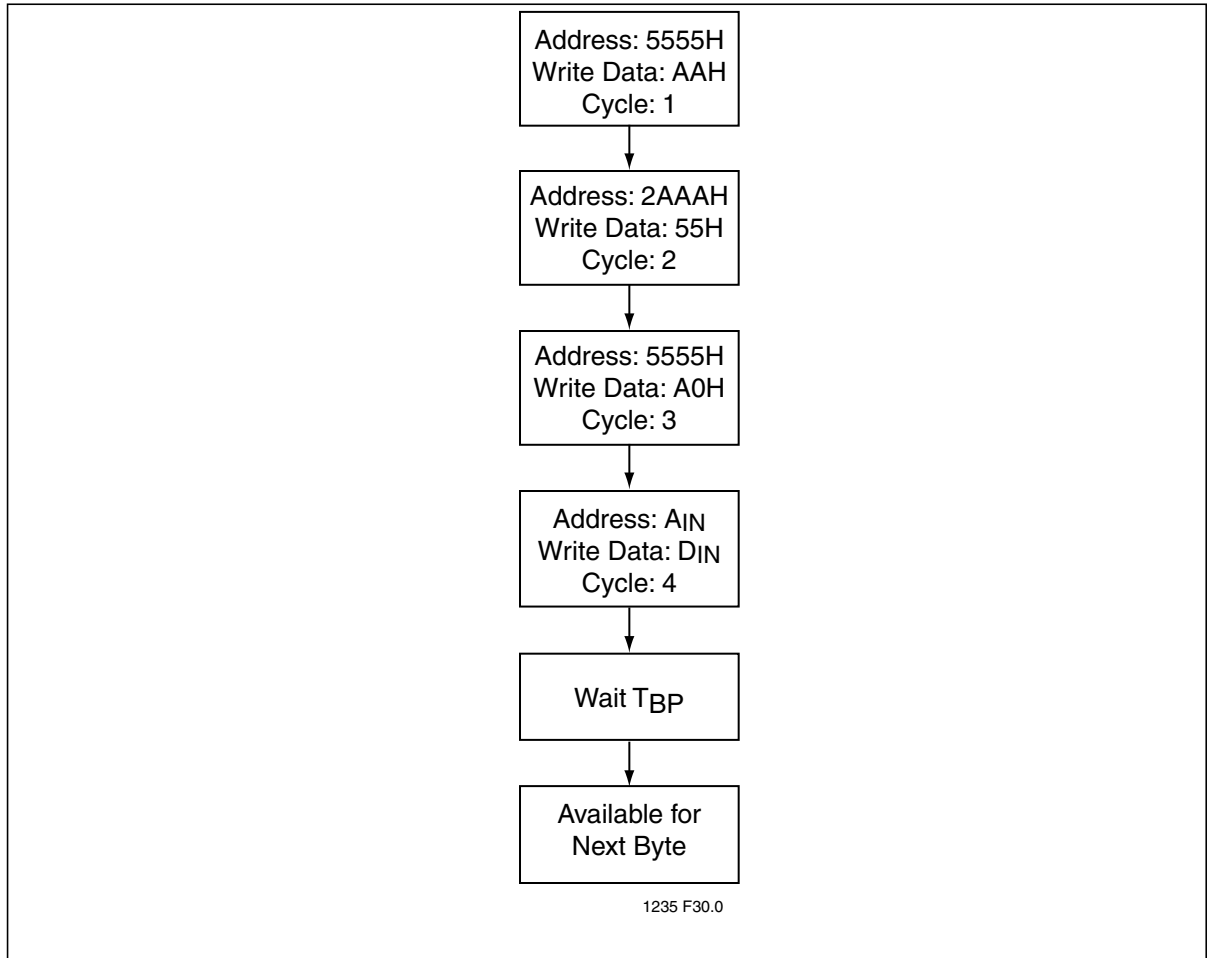 Address: 5555H
Write Data: AAH
Cycle: 1
Address: 2AAAH
Write Data: 55H
Cycle: 2
Address: 5555H
Write Data: A0H
Cycle: 3
Address: AIN
Write Data: DIN
Cycle: 4
Wait TBP
Available for
Next Byte
1235 F30.0